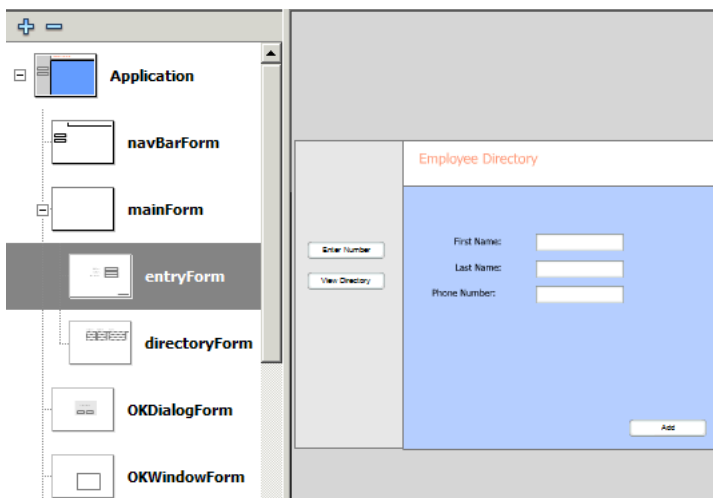 Application
navBarForm
mainForm
entryForm
directoryForm
OKDialogForm
OKWindowForm
Employee Directory
Enter Number
View Directory
First Name:
Last Name:
Phone Number:
Add